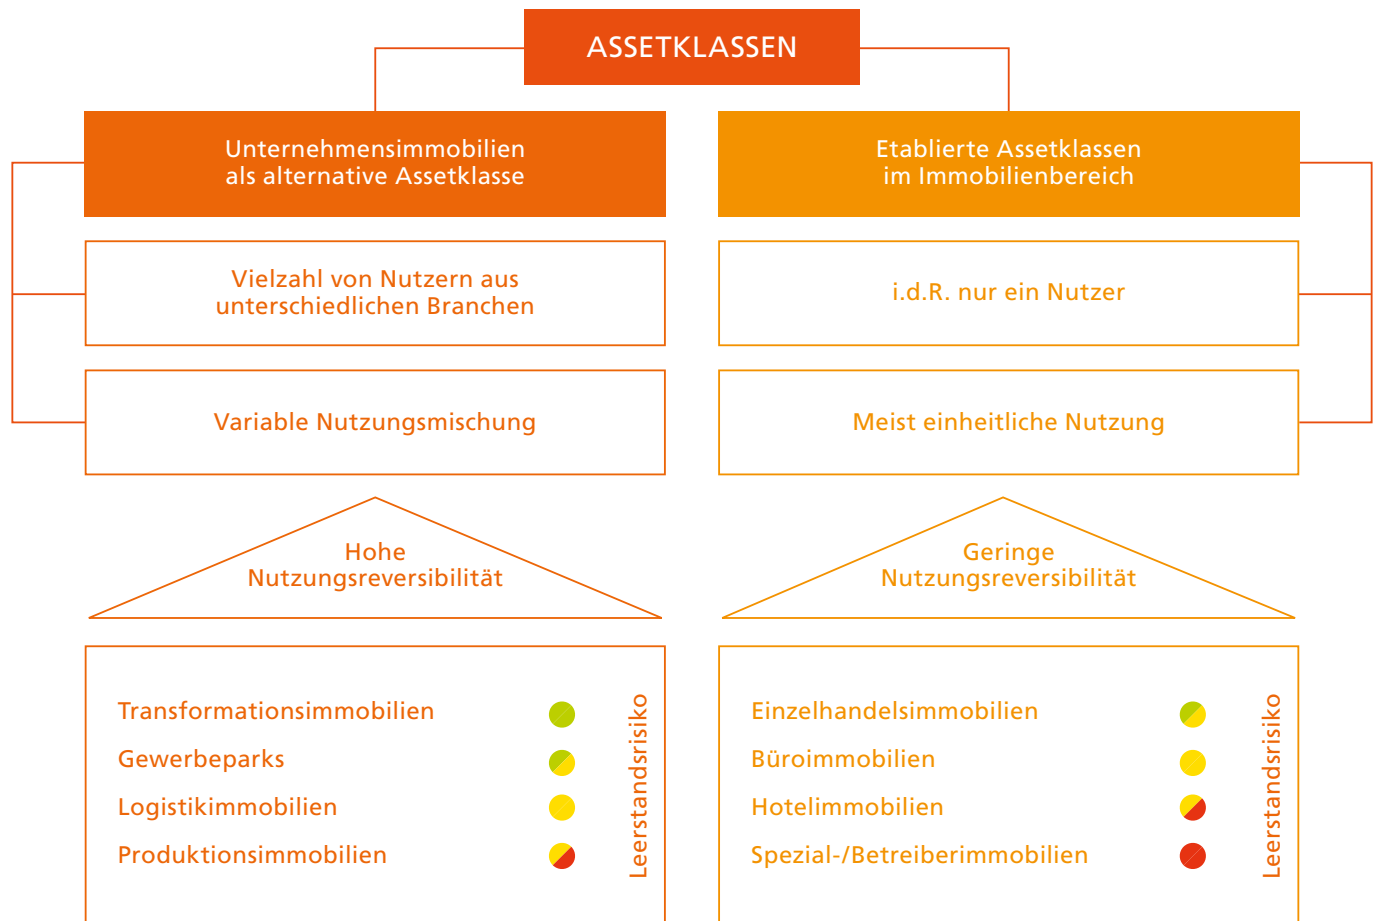 ASSETKLASSEN
Unternehmensimmobilien
als alternative Assetklasse
Vielzahl von Nutzern aus
unterschiedlichen Branchen
Variable Nutzungsmischung
Hohe
Nutzungsreversibilität
Transformationsimmobilien
Gewerbeparks
Logistikimmobilien
Produktionsimmobilien
Leerstandsrisiko
Etablierte Assetklassen
im Immobilienbereich
i.d.R. nur ein Nutzer
Meist einheitliche Nutzung
Geringe
Nutzungsreversibilität
Einzelhandelsimmobilien
Büroimmobilien
Hotelimmobilien
Spezial-/Betreiberimmobilien
Leerstandsrisiko